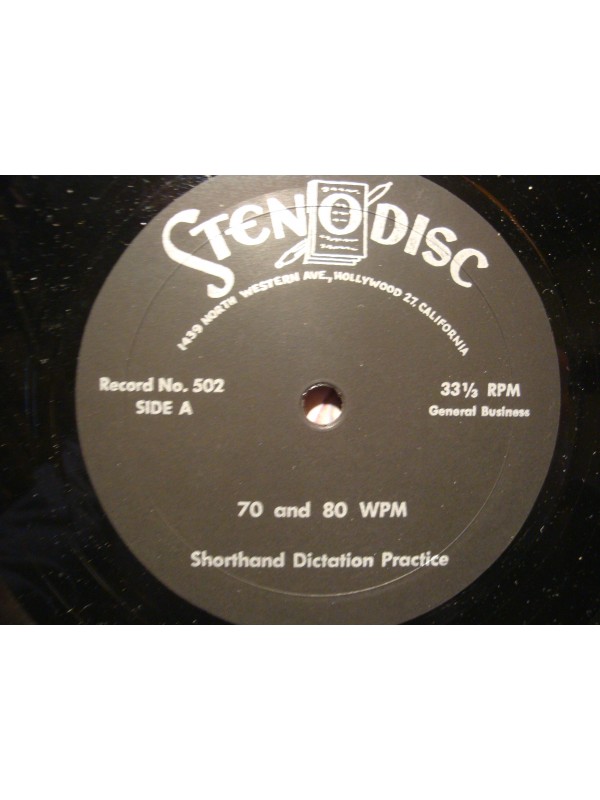 STENODISC
1439 NORTH WESTERN AVE., HOLLYWOOD 27, CALIFORNIA
Record No. 502
SIDE A
33⅓ RPM
General Business
70 and 80 WPM
Shorthand Dictation Practice